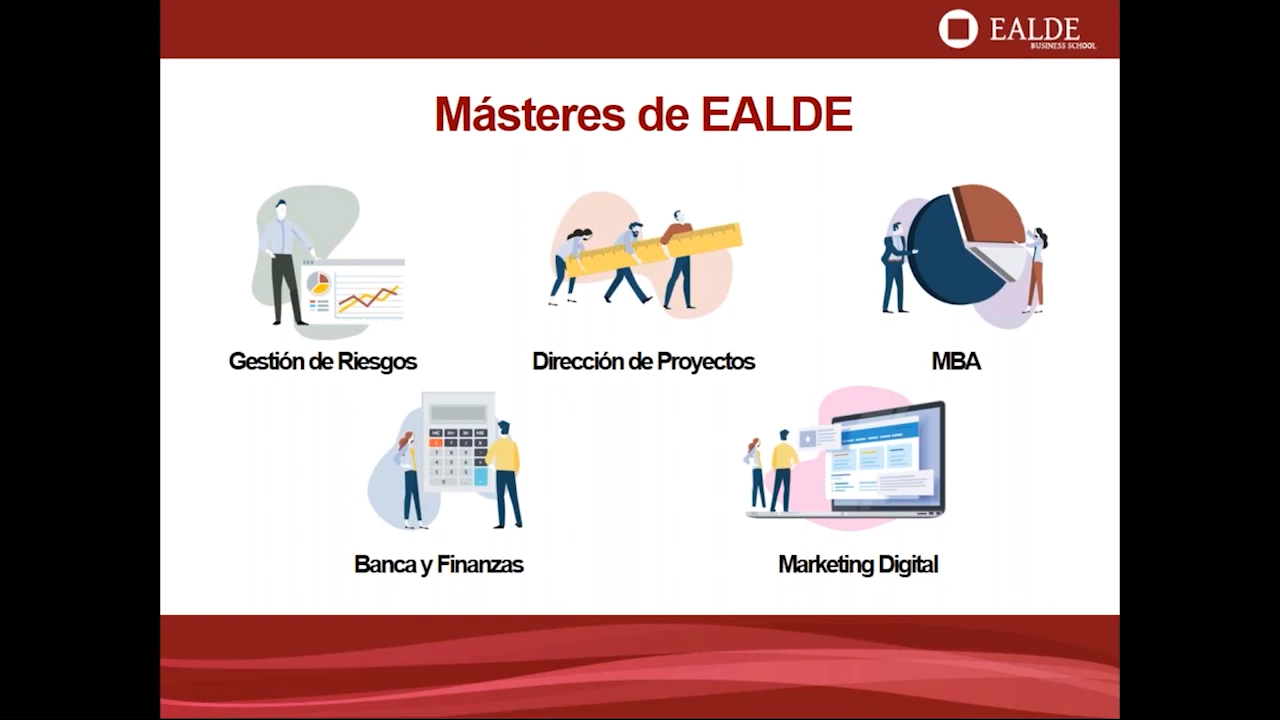 EALDE
BUSINESS SCHOOL
Másteres de EALDE
Gestión de Riesgos
Dirección de Proyectos
MBA
Banca y Finanzas
Marketing Digital